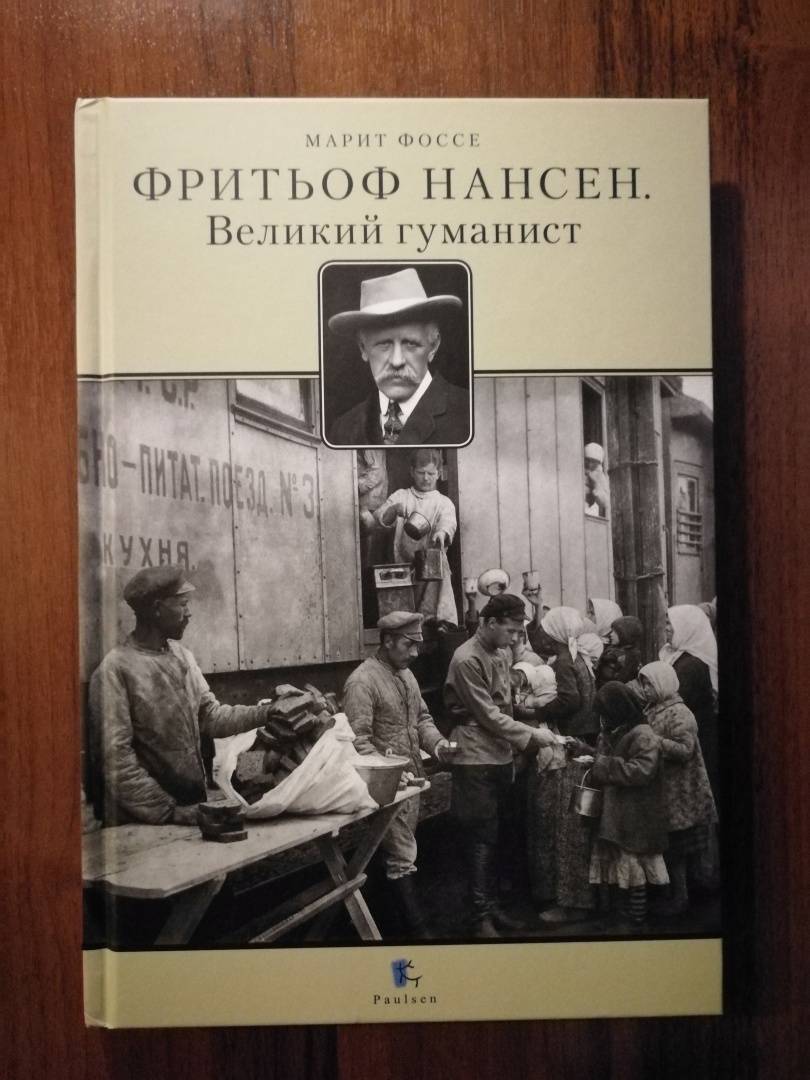 МАРИТ ФОССЕ
ФРИТЬОФ НАНСЕН.
Великий гуманист
–ПИТАТ. ПОЕЗД. № 3
КУХНЯ.
Paulsen